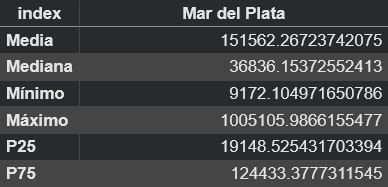 index Mar del Plata
Media 151562.26723742075
Mediana 36836.15372552413
Mínimo 9172.104971650786
Máximo 1005105.9866155477
P25 19148.525431703394
P75 124433.3777311545